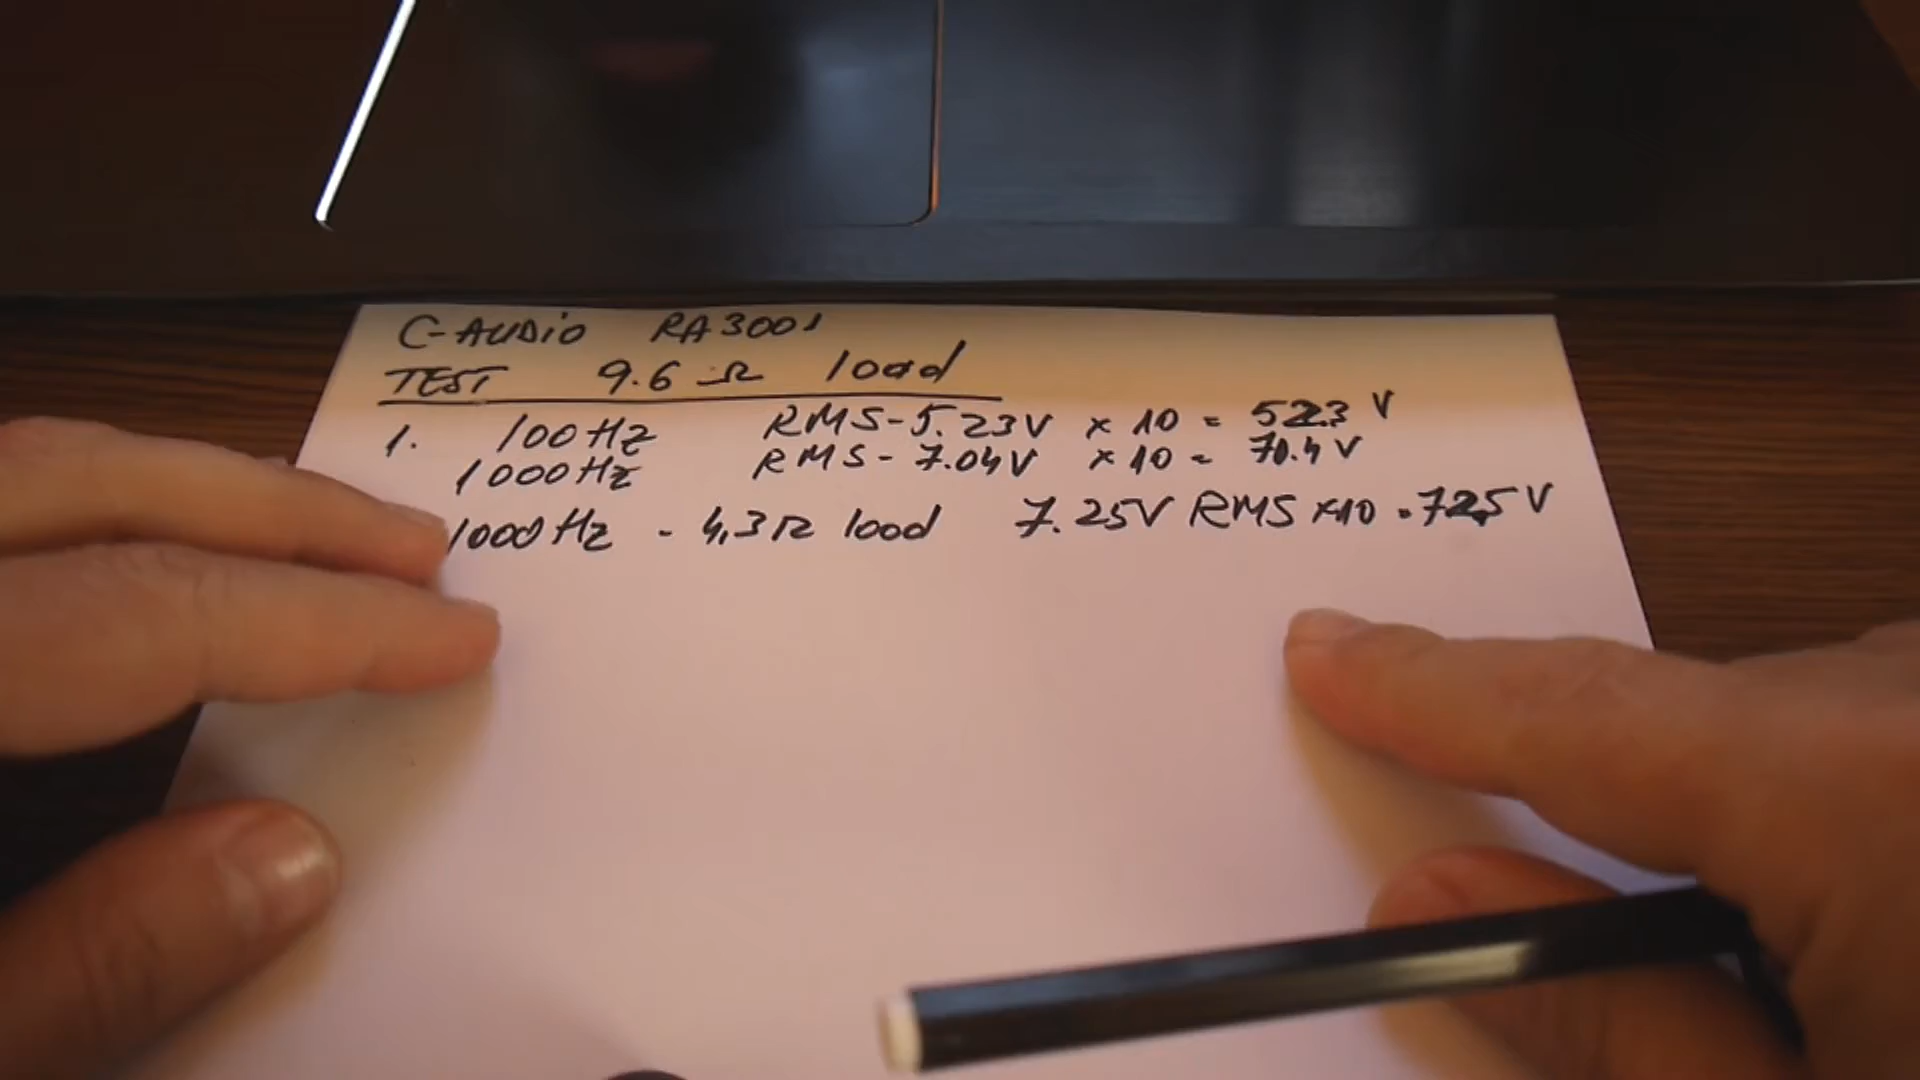 C-AUDIO RA3001
TEST 9.6 Ω load
1. 100Hz RMS-5.23V x 10 = 52.3 V
1000Hz RMS-7.04V x10 = 70.4 V
1000Hz - 4,3Ω load 7.25V RMS x10 = 72,5 V